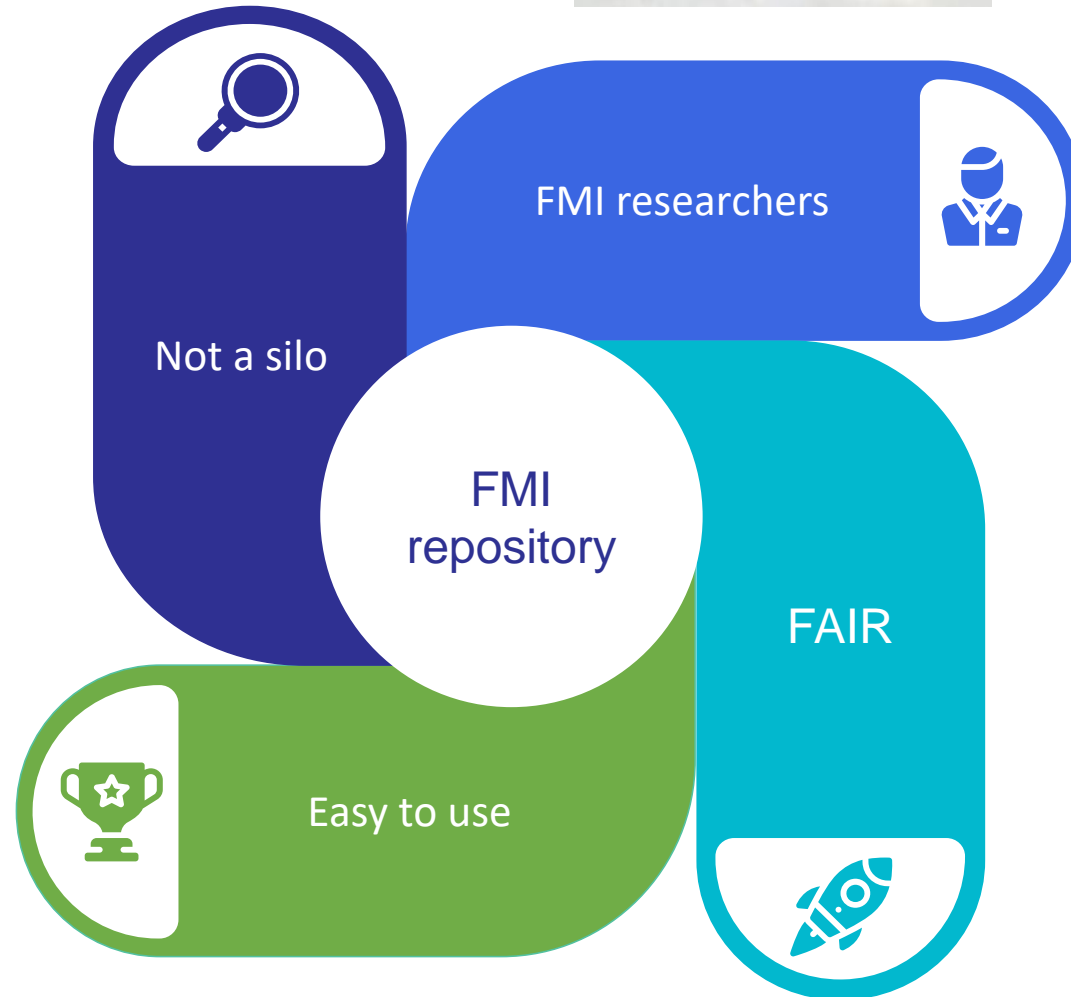 FMI researchers
Not a silo
FMI
repository
FAIR
Easy to use